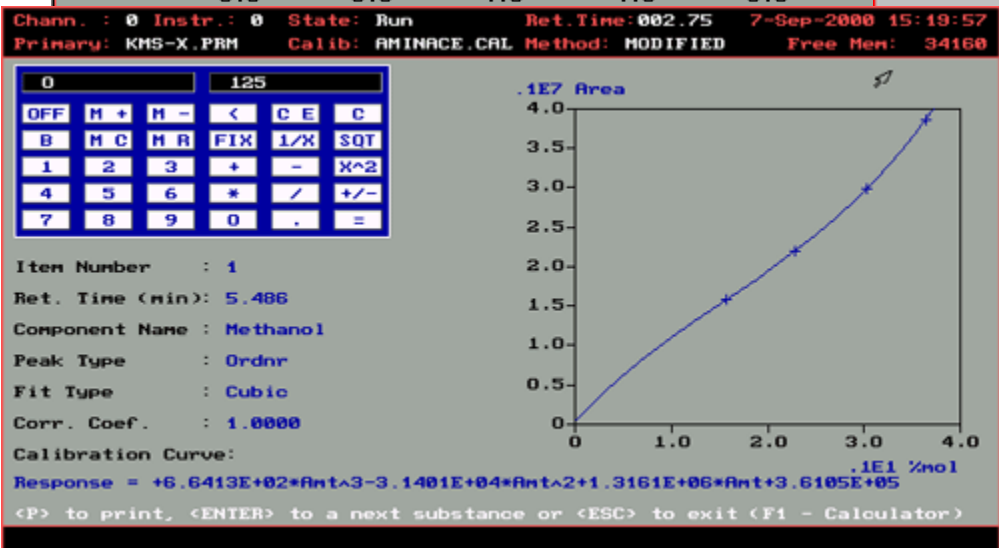 Chann. : 0 Instr.: 0 State: Run Ret.Time:002.75 7-Sep-2000 15:19:57
Primary: KMS-X.PRM Calib: AMINACE.CAL Method: MODIFIED Free Mem: 34160
0 125
OFF M + M - < C E C
B M C M R FIX 1/X SQT
1 2 3 + - X^2
4 5 6 * / +/-
7 8 9 0 . =
.1E7 Area
4.0
3.5
3.0
2.5
2.0
1.5
1.0
0.5
0
0 1.0 2.0 3.0 4.0
.1E1 %mol
Item Number : 1
Ret. Time (min): 5.486
Component Name : Methanol
Peak Type : Ordnr
Fit Type : Cubic
Corr. Coef. : 1.0000
Calibration Curve:
Response = +6.6413E+02*Amt^3-3.1401E+04*Amt^2+1.3161E+06*Amt+3.6105E+05
<P> to print, <ENTER> to a next substance or <ESC> to exit (F1 - Calculator)